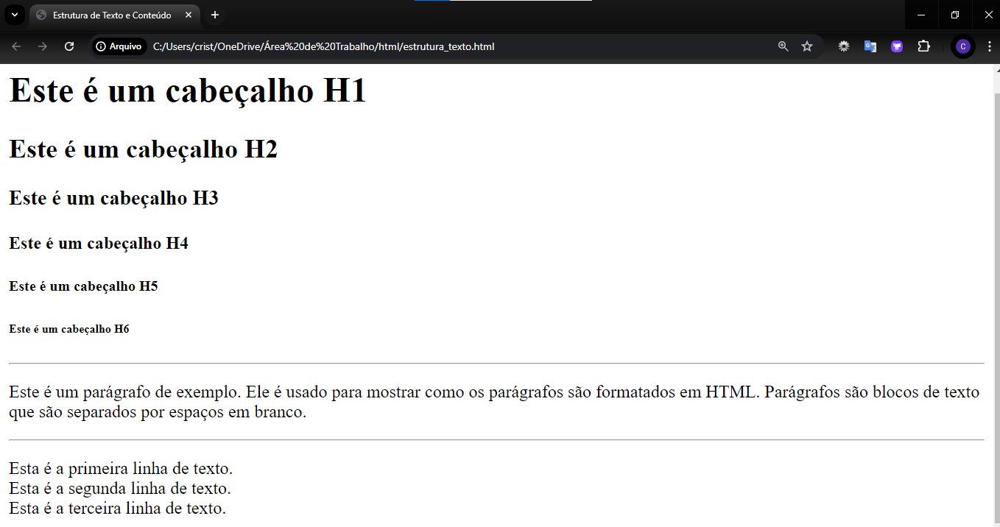 Estrutura de Texto e Conteúdo
Arquivo C:/Users/crist/OneDrive/Área%20de%20Trabalho/html/estrutura_texto.html
C
Este é um cabeçalho H1
Este é um cabeçalho H2
Este é um cabeçalho H3
Este é um cabeçalho H4
Este é um cabeçalho H5
Este é um cabeçalho H6
Este é um parágrafo de exemplo. Ele é usado para mostrar como os parágrafos são formatados em HTML. Parágrafos são blocos de texto
que são separados por espaços em branco.
Esta é a primeira linha de texto.
Esta é a segunda linha de texto.
Esta é a terceira linha de texto.